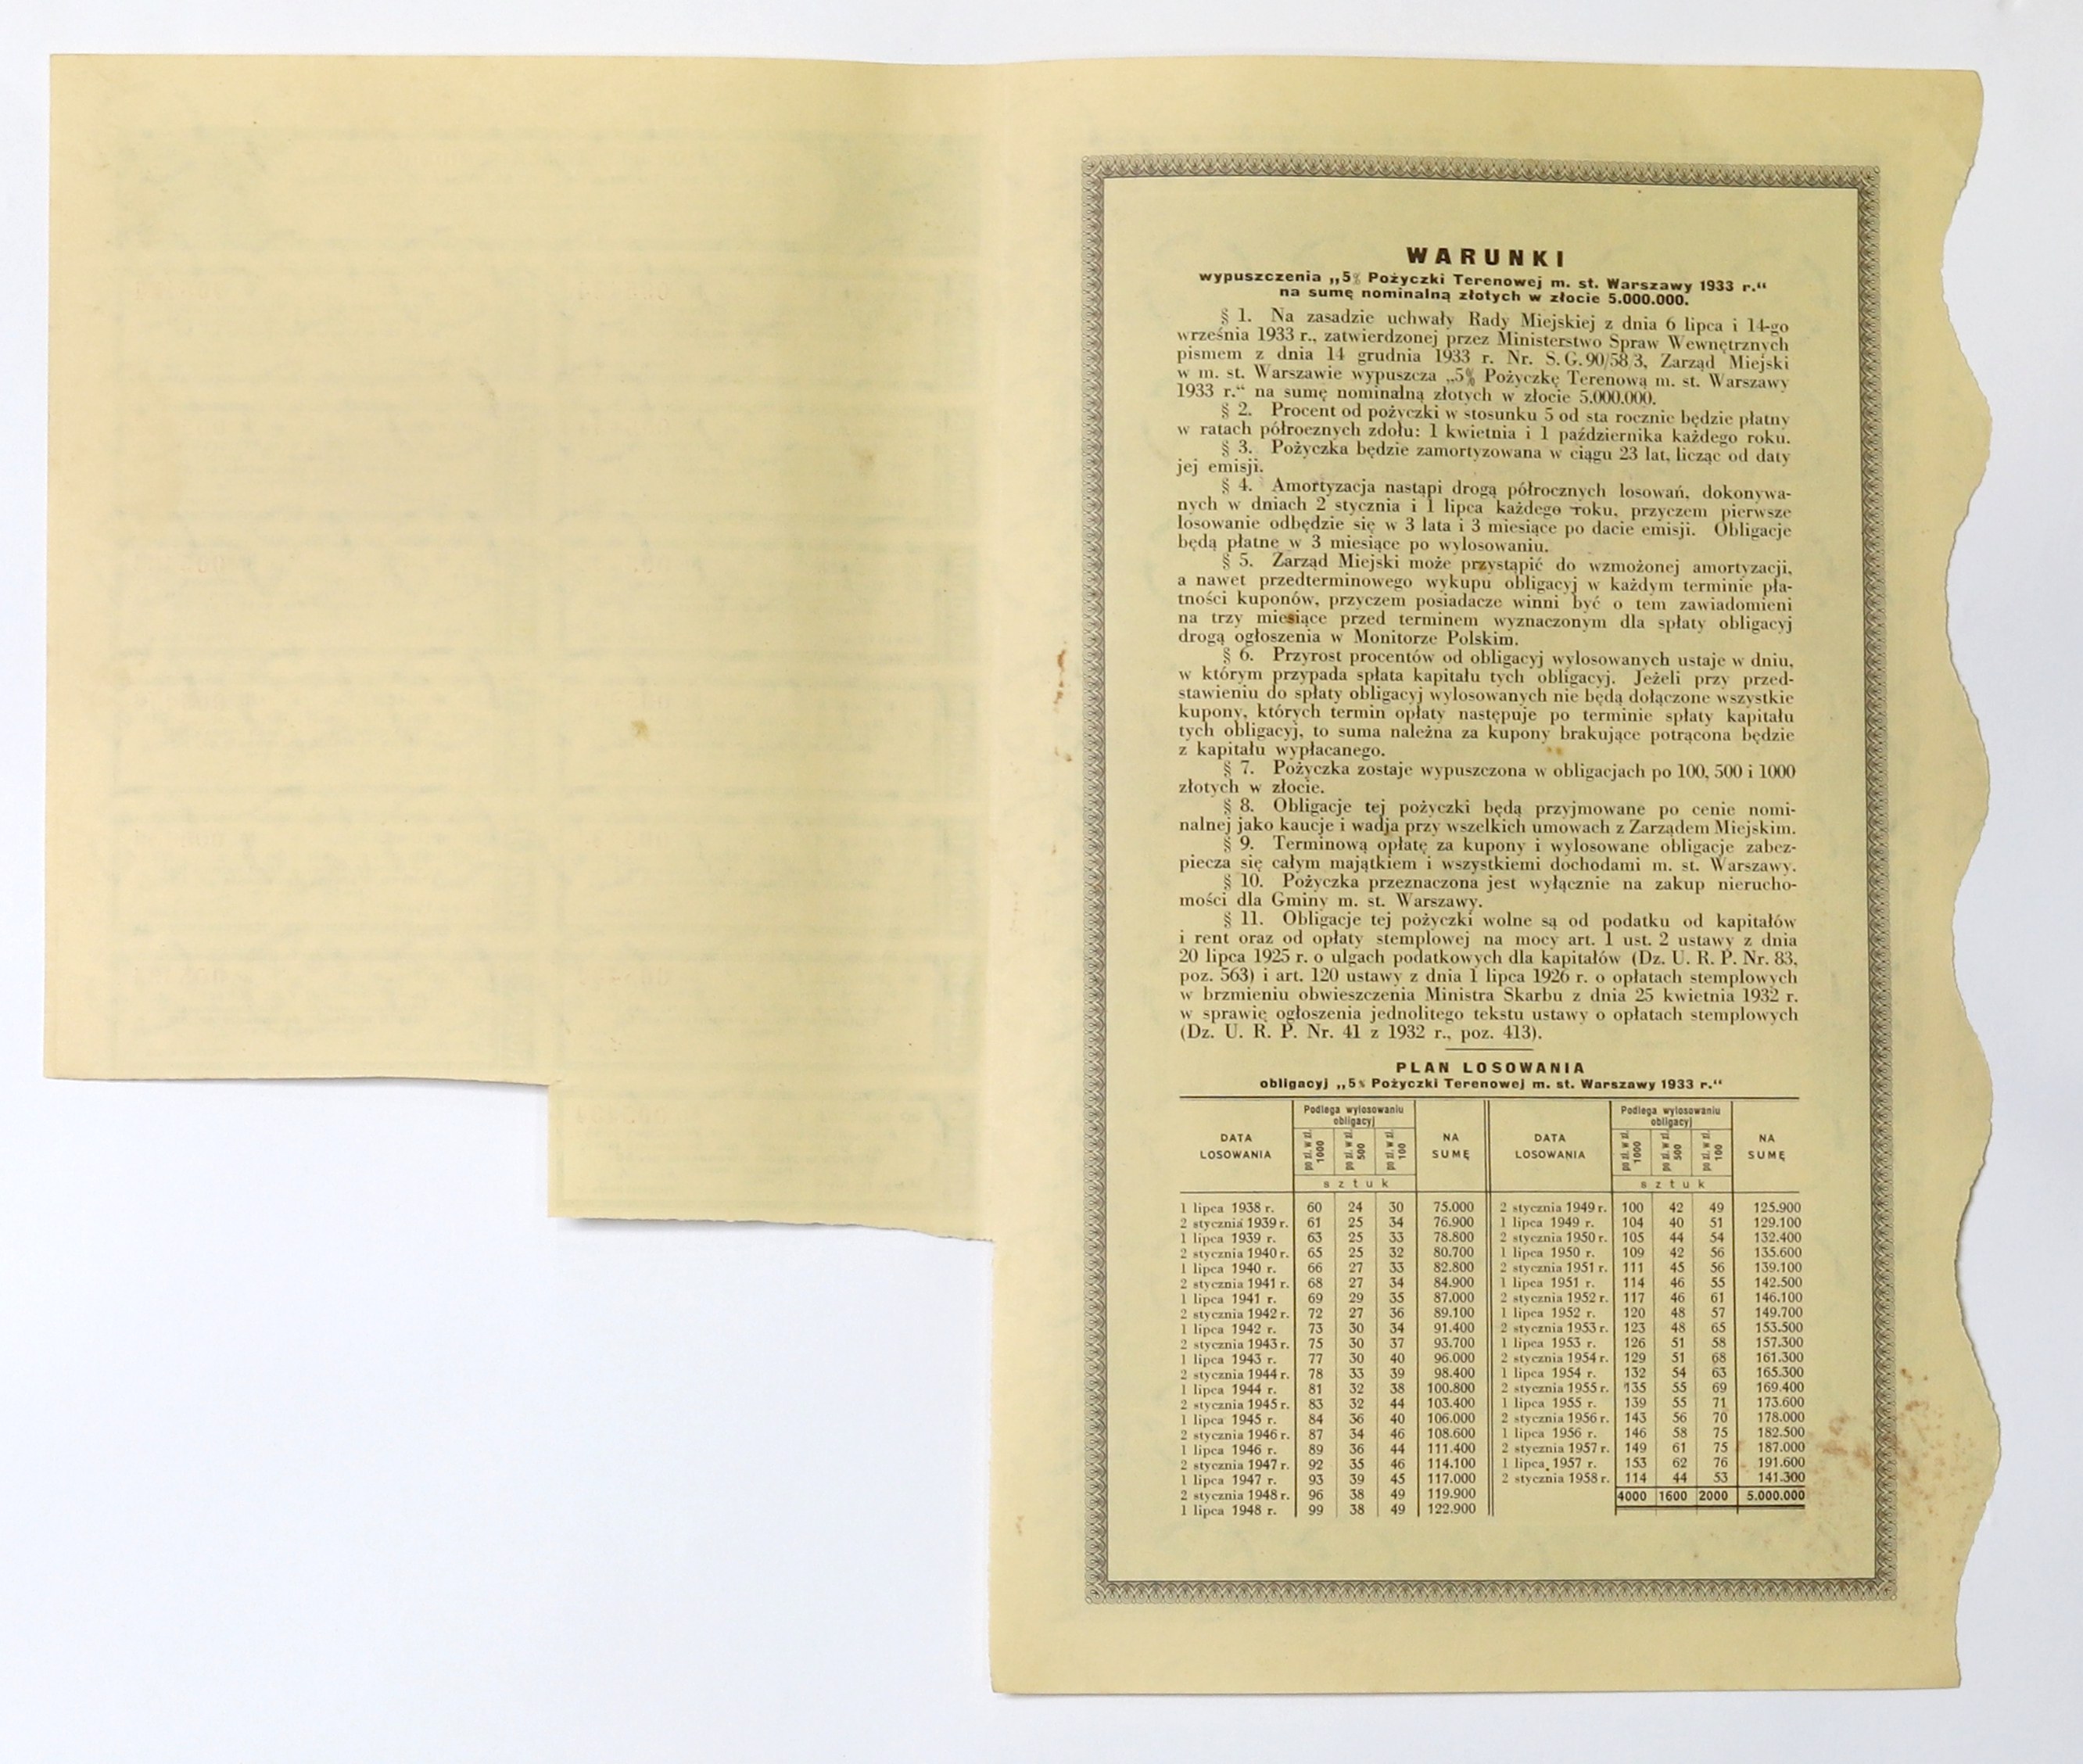 WARUNKI
wypuszczenia „5% Pożyczki Terenowej m. st. Warszawy 1933 r.“
na sumę nominalną złotych w złocie 5.000.000.
§ 1. Na zasadzie uchwały Rady Miejskiej z dnia 6 lipca i 14-go
września 1933 r., zatwierdzonej przez Ministerstwo Spraw Wewnętrznych
pismem z dnia 14 grudnia 1933 r. Nr. S. G. 90/58/3, Zarząd Miejski
w m. st. Warszawie wypuszcza „5% Pożyczkę Terenową m. st. Warszawy
1933 r.“ na sumę nominalną złotych w złocie 5.000.000.
§ 2. Procent od pożyczki w stosunku 5 od sta rocznie będzie płatny
w ratach półrocznych zdołu: 1 kwietnia i 1 października każdego roku.
§ 3. Pożyczka będzie zamortyzowana w ciągu 23 lat, licząc od daty
jej emisji.
§ 4. Amortyzacja nastąpi drogą półrocznych losowań, dokonywa-
nych w dniach 2 stycznia i 1 lipca każdego roku, przyczem pierwsze
losowanie odbędzie się w 3 lata i 3 miesiące po dacie emisji. Obligacje
będą płatne w 3 miesiące po wylosowaniu.
§ 5. Zarząd Miejski może przystąpić do wzmożonej amortyzacji,
a nawet przedterminowego wykupu obligacyj w każdym terminie pła-
tności kuponów, przyczem posiadacze winni być o tem zawiadomieni
na trzy miesiące przed terminem wyznaczonym dla spłaty obligacyj
drogą ogłoszenia w Monitorze Polskim.
§ 6. Przyrost procentów od obligacyj wylosowanych ustaje w dniu,
w którym przypada spłata kapitału tych obligacyj. Jeżeli przy przed-
stawieniu do spłaty obligacyj wylosowanych nie będą dołączone wszystkie
kupony, których termin opłaty następuje po terminie spłaty kapitału
tych obligacyj, to suma należna za kupony brakujące potrącona będzie
z kapitału wypłacanego.
§ 7. Pożyczka zostaje wypuszczona w obligacjach po 100, 500 i 1000
złotych w złocie.
§ 8. Obligacje tej pożyczki będą przyjmowane po cenie nomi-
nalnej jako kaucje i wadja przy wszelkich umowach z Zarządem Miejskim.
§ 9. Terminową opłatę za kupony i wylosowane obligacje zabez-
piecza się całym majątkiem i wszystkiemi dochodami m. st. Warszawy.
§ 10. Pożyczka przeznaczona jest wyłącznie na zakup nierucho-
mości dla Gminy m. st. Warszawy.
§ 11. Obligacje tej pożyczki wolne są od podatku od kapitałów
i rent oraz od opłaty stemplowej na mocy art. 1 ust. 2 ustawy z dnia
20 lipca 1925 r. o ulgach podatkowych dla kapitałów (Dz. U. R. P. Nr. 83,
poz. 563) i art. 120 ustawy z dnia 1 lipca 1926 r. o opłatach stemplowych
w brzmieniu obwieszczenia Ministra Skarbu z dnia 25 kwietnia 1932 r.
w sprawie ogłoszenia jednolitego tekstu ustawy o opłatach stemplowych
(Dz. U. R. P. Nr. 41 z 1932 r., poz. 413).
PLAN LOSOWANIA
obligacyj „5% Pożyczki Terenowej m. st. Warszawy 1933 r.“
DATA LOSOWANIA Podlega wylosowaniu obligacyj po zł. w zł. 1000 po zł. w zł. 500 po zł. w zł. 100 sztuk NA SUMĘ
1 lipca 1938 r. 60 24 30 75.000
2 stycznia 1939 r. 61 25 34 76.900
1 lipca 1939 r. 63 25 33 78.800
2 stycznia 1940 r. 65 25 32 80.700
1 lipca 1940 r. 66 27 33 82.800
2 stycznia 1941 r. 68 27 34 84.900
1 lipca 1941 r. 69 29 35 87.000
2 stycznia 1942 r. 72 27 36 89.100
1 lipca 1942 r. 73 30 34 91.400
2 stycznia 1943 r. 75 30 37 93.700
1 lipca 1943 r. 77 30 40 96.000
2 stycznia 1944 r. 78 33 39 98.400
1 lipca 1944 r. 81 32 38 100.800
2 stycznia 1945 r. 83 32 44 103.400
1 lipca 1945 r. 84 36 40 106.000
2 stycznia 1946 r. 87 34 46 108.600
1 lipca 1946 r. 89 36 44 111.400
2 stycznia 1947 r. 92 35 46 114.100
1 lipca 1947 r. 93 39 45 117.000
2 stycznia 1948 r. 96 38 49 119.900
1 lipca 1948 r. 99 38 49 122.900
DATA LOSOWANIA Podlega wylosowaniu obligacyj po zł. w zł. 1000 po zł. w zł. 500 po zł. w zł. 100 sztuk NA SUMĘ
2 stycznia 1949 r. 100 42 49 125.900
1 lipca 1949 r. 104 40 51 129.100
2 stycznia 1950 r. 105 44 54 132.400
1 lipca 1950 r. 109 42 56 135.600
2 stycznia 1951 r. 111 45 56 139.100
1 lipca 1951 r. 114 46 55 142.500
2 stycznia 1952 r. 117 46 61 146.100
1 lipca 1952 r. 120 48 57 149.700
2 stycznia 1953 r. 123 48 65 153.500
1 lipca 1953 r. 126 51 58 157.300
2 stycznia 1954 r. 129 51 68 161.300
1 lipca 1954 r. 132 54 63 165.300
2 stycznia 1955 r. 135 55 69 169.400
1 lipca 1955 r. 139 55 71 173.600
2 stycznia 1956 r. 143 56 70 178.000
1 lipca 1956 r. 146 58 75 182.500
2 stycznia 1957 r. 149 61 75 187.000
1 lipca 1957 r. 153 62 76 191.600
2 stycznia 1958 r. 114 44 53 141.300
4000 1600 2000 5.000.000